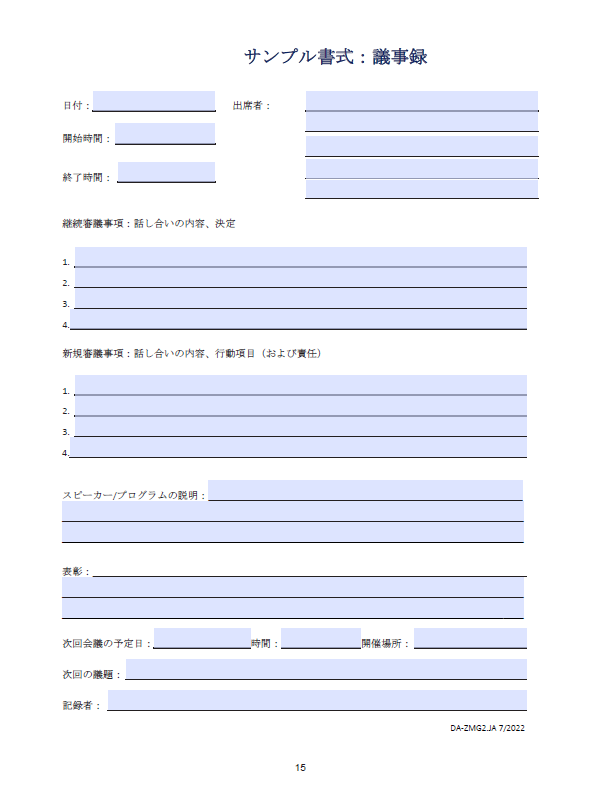 サンプル書式：議事録
日付：
出席者：
開始時間：
終了時間：
継続審議事項：話し合いの内容、決定
1.
2.
3.
4.
新規審議事項：話し合いの内容、行動項目（および責任）
1.
2.
3.
4.
スピーカー/プログラムの説明：
表彰：
次回会議の予定日： 時間： 開催場所：
次回の議題：
記録者：
DA-ZMG2.JA 7/2022
15